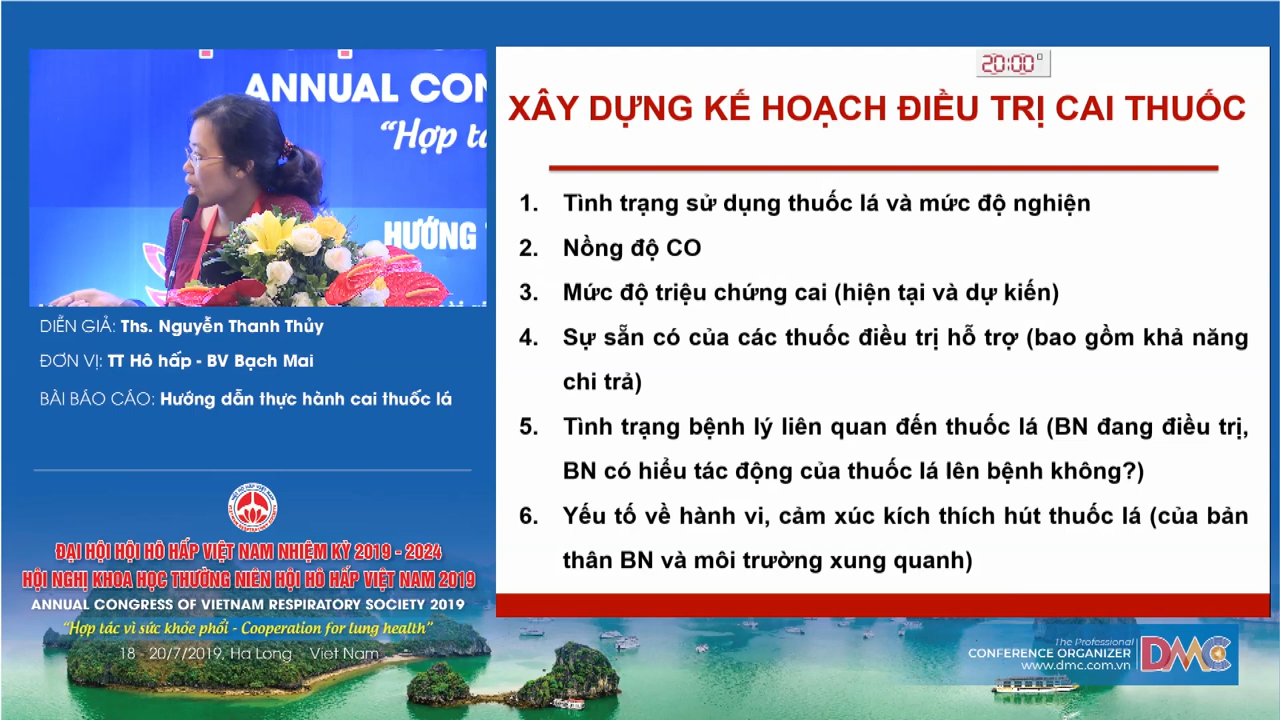 ANNUAL CON
“Hợp tá
HƯỚNG
DIỄN GIẢ: Ths. Nguyễn Thanh Thủy
ĐƠN VỊ: TT Hô hấp - BV Bạch Mai
BÀI BÁO CÁO: Hướng dẫn thực hành cai thuốc lá
ĐẠI HỘI HỘI HÔ HẤP VIỆT NAM NHIỆM KỲ 2019 - 2024
HỘI NGHỊ KHOA HỌC THƯỜNG NIÊN HỘI HÔ HẤP VIỆT NAM 2019
ANNUAL CONGRESS OF VIETNAM RESPIRATORY SOCIETY 2019
“Hợp tác vì sức khỏe phổi - Cooperation for lung health”
18 - 20/7/2019, Ha Long Viet Nam
20:00
XÂY DỰNG KẾ HOẠCH ĐIỀU TRỊ CAI THUỐC
1. Tình trạng sử dụng thuốc lá và mức độ nghiện
2. Nồng độ CO
3. Mức độ triệu chứng cai (hiện tại và dự kiến)
4. Sự sẵn có của các thuốc điều trị hỗ trợ (bao gồm khả năng
chi trả)
5. Tình trạng bệnh lý liên quan đến thuốc lá (BN đang điều trị,
BN có hiểu tác động của thuốc lá lên bệnh không?)
6. Yếu tố về hành vi, cảm xúc kích thích hút thuốc lá (của bản
thân BN và môi trường xung quanh)
The Professional
CONFERENCE ORGANIZER
www.dmc.com.vn
DMC